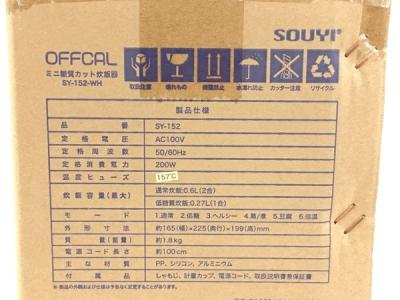 OFFCAL
SOUYI
ミニ糖質カット炊飯器
SY-152-WH
取扱注意 壊れもの 横積禁止 水濡れ防止 カッター注意 リサイクル
製品仕様
品番 SY-152
定格電圧 AC100V
定格周波数 50/60Hz
定格消費電力 200W
温度ヒューズ 157℃
炊飯容量(最大) 通常炊飯:0.6L(2合)
低糖質炊飯:0.27L(1合)
モード 1.通常 2.低糖 3.ヘルシー 4.蒸/煮 5.豆腐 6.低温
外形寸法 約165(幅)×225(奥行)×199(高)mm
質量(重量) 約1.8kg
電源コード長さ 約100cm
主な材質 PP、シリコン、アルミニウム
付属品 しゃもじ、計量カップ、電源コード、取扱説明書兼保証書